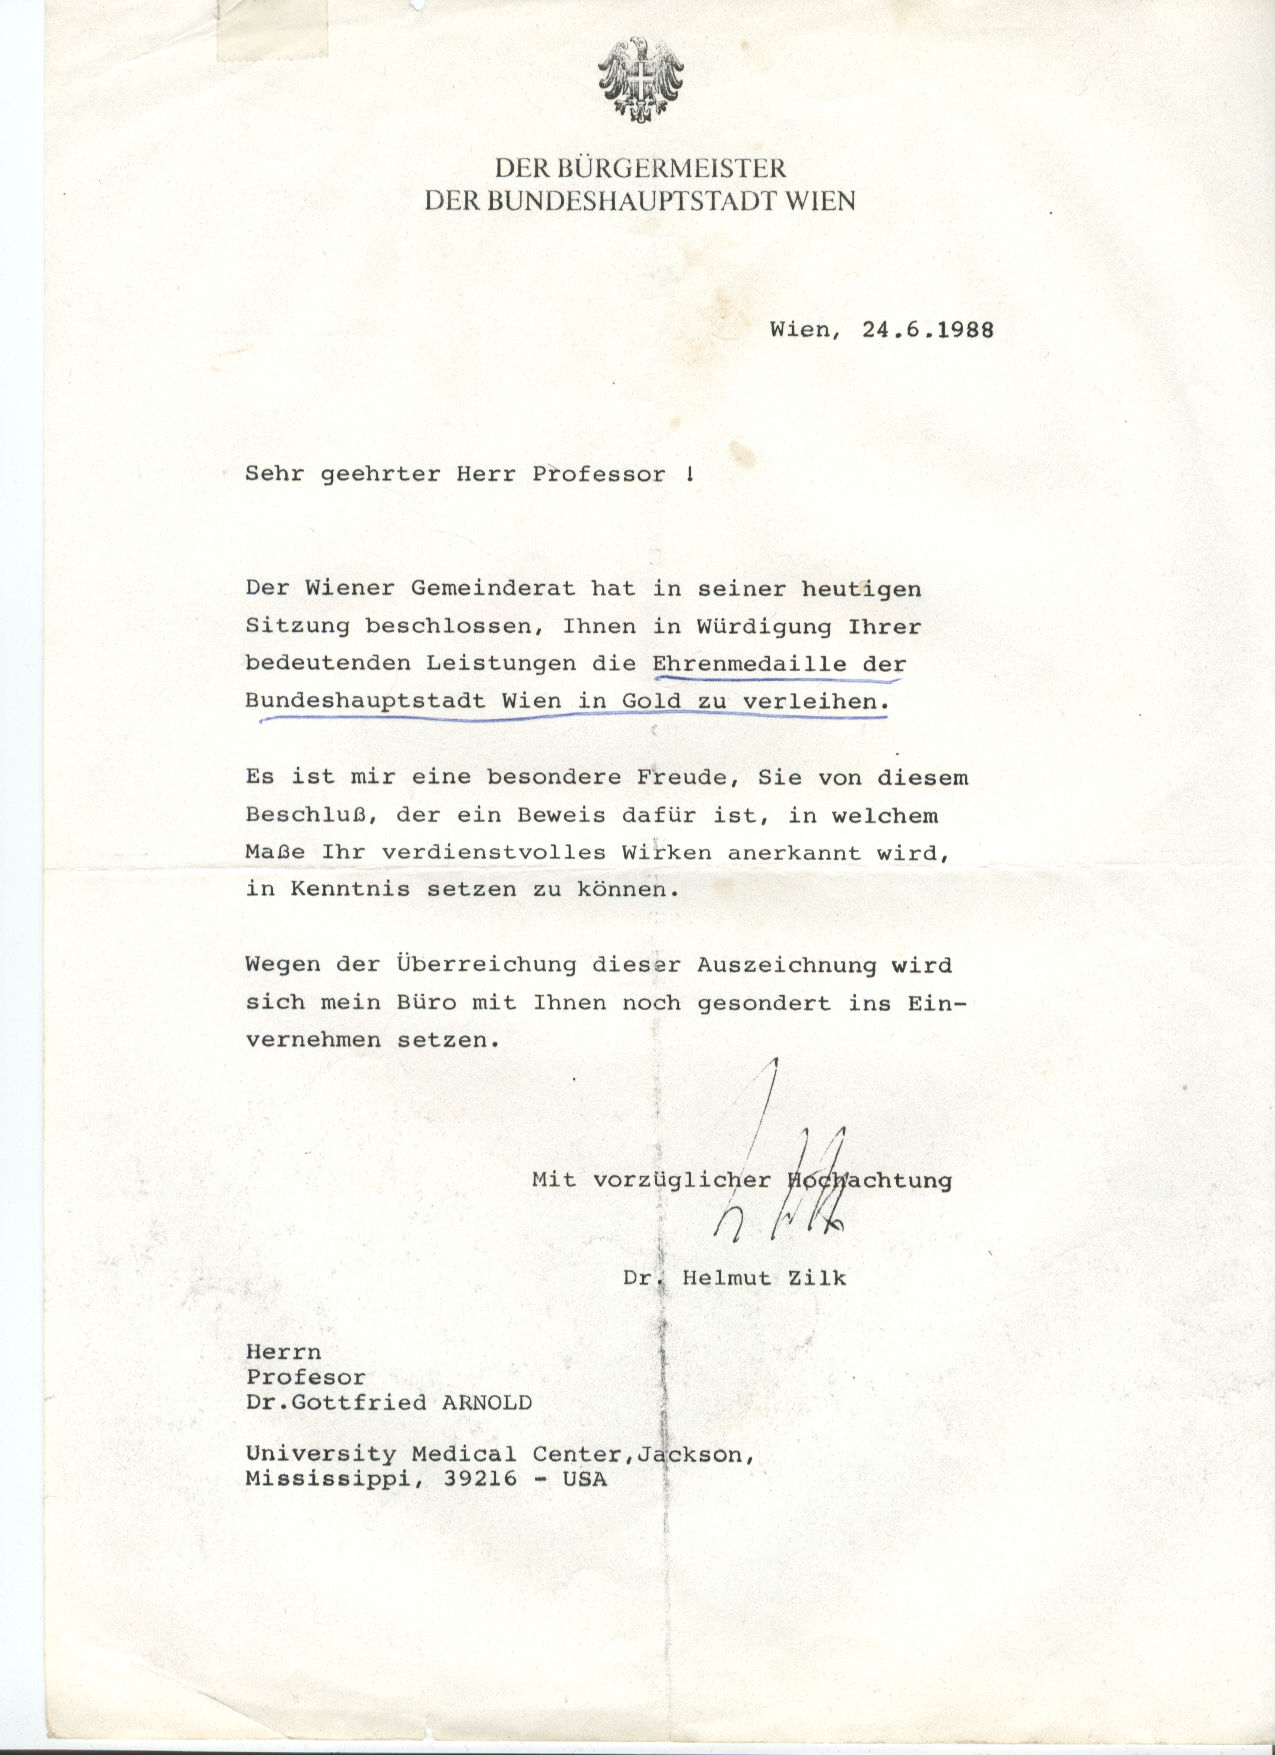 DER BÜRGERMEISTER
DER BUNDESHAUPTSTADT WIEN
Wien, 24.6.1988
Sehr geehrter Herr Professor !
Der Wiener Gemeinderat hat in seiner heutigen
Sitzung beschlossen, Ihnen in Würdigung Ihrer
bedeutenden Leistungen die Ehrenmedaille der
Bundeshauptstadt Wien in Gold zu verleihen.
Es ist mir eine besondere Freude, Sie von diesem
Beschluß, der ein Beweis dafür ist, in welchem
Maße Ihr verdienstvolles Wirken anerkannt wird,
in Kenntnis setzen zu können.
Wegen der Überreichung dieser Auszeichnung wird
sich mein Büro mit Ihnen noch gesondert ins Ein-
vernehmen setzen.
Mit vorzüglicher Hochachtung
Dr. Helmut Zilk
Herrn
Profesor
Dr.Gottfried ARNOLD
University Medical Center,Jackson,
Mississippi, 39216 - USA